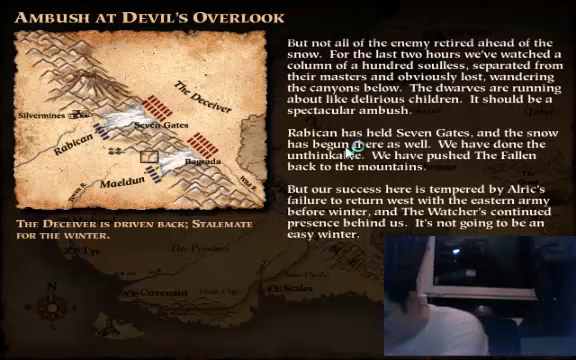 AMBUSH AT DEVIL'S OVERLOOK
But not all of the enemy retired ahead of the
snow. For the last two hours we've watched a
column of a hundred soulless, separated from
their masters and obviously lost, wandering
the canyons below. The dwarves are running
about like delirious children. It should be a
spectacular ambush.
Rabican has held Seven Gates, and the snow
has begun here as well. We have done the
unthinkable. We have pushed The Fallen
back to the mountains.
But our success here is tempered by Alric's
failure to return west with the eastern army
before winter, and The Watcher's continued
presence behind us. It's not going to be an
easy winter.
The Deceiver
Silvermines
Seven Gates
Rabican
Bagrada
Maeldun
THE DECEIVER IS DRIVEN BACK; STALEMATE
FOR THE WINTER.
Tyr
The Province
Covenant
Scales